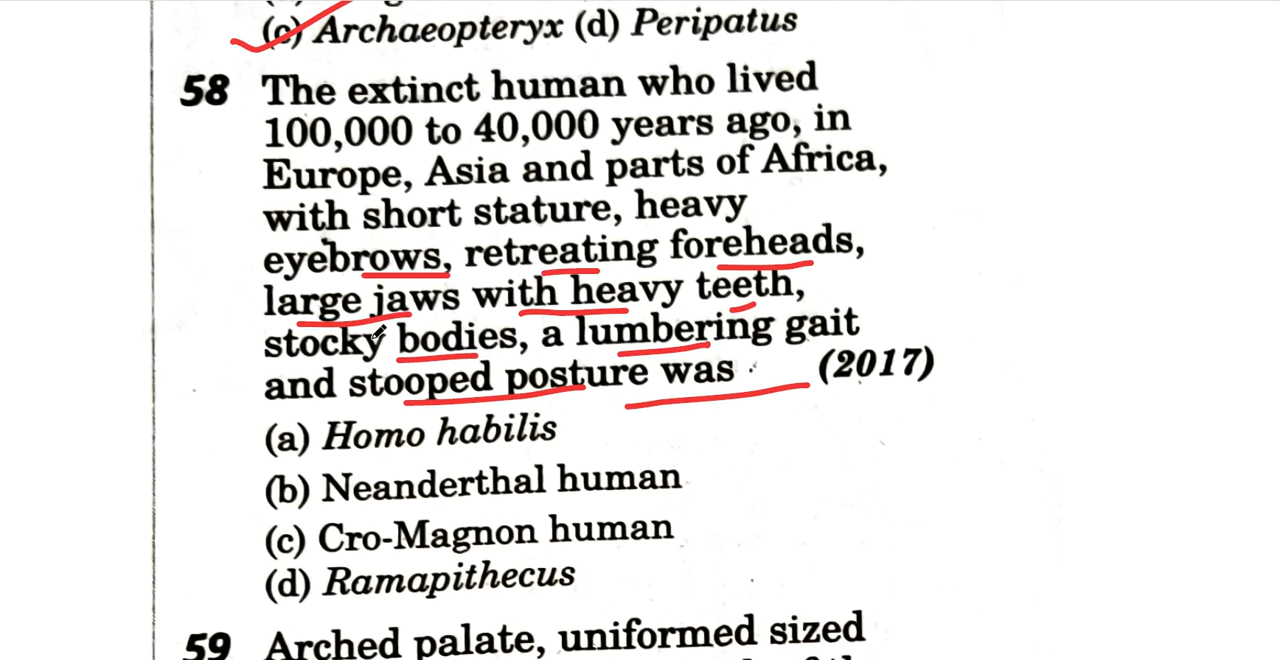 (c) Archaeopteryx (d) Peripatus
58 The extinct human who lived
100,000 to 40,000 years ago, in
Europe, Asia and parts of Africa,
with short stature, heavy
eyebrows, retreating foreheads,
large jaws with heavy teeth,
stocky bodies, a lumbering gait
and stooped posture was (2017)
(a) Homo habilis
(b) Neanderthal human
(c) Cro-Magnon human
(d) Ramapithecus
59 Arched palate, uniformed sized